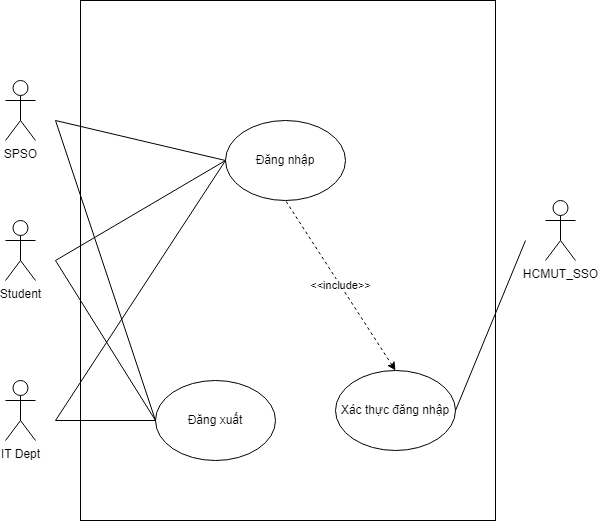 SPSO
Đăng nhập
Student
HCMUT_SSO
<<include>>
IT Dept
Đăng xuất
Xác thực đăng nhập